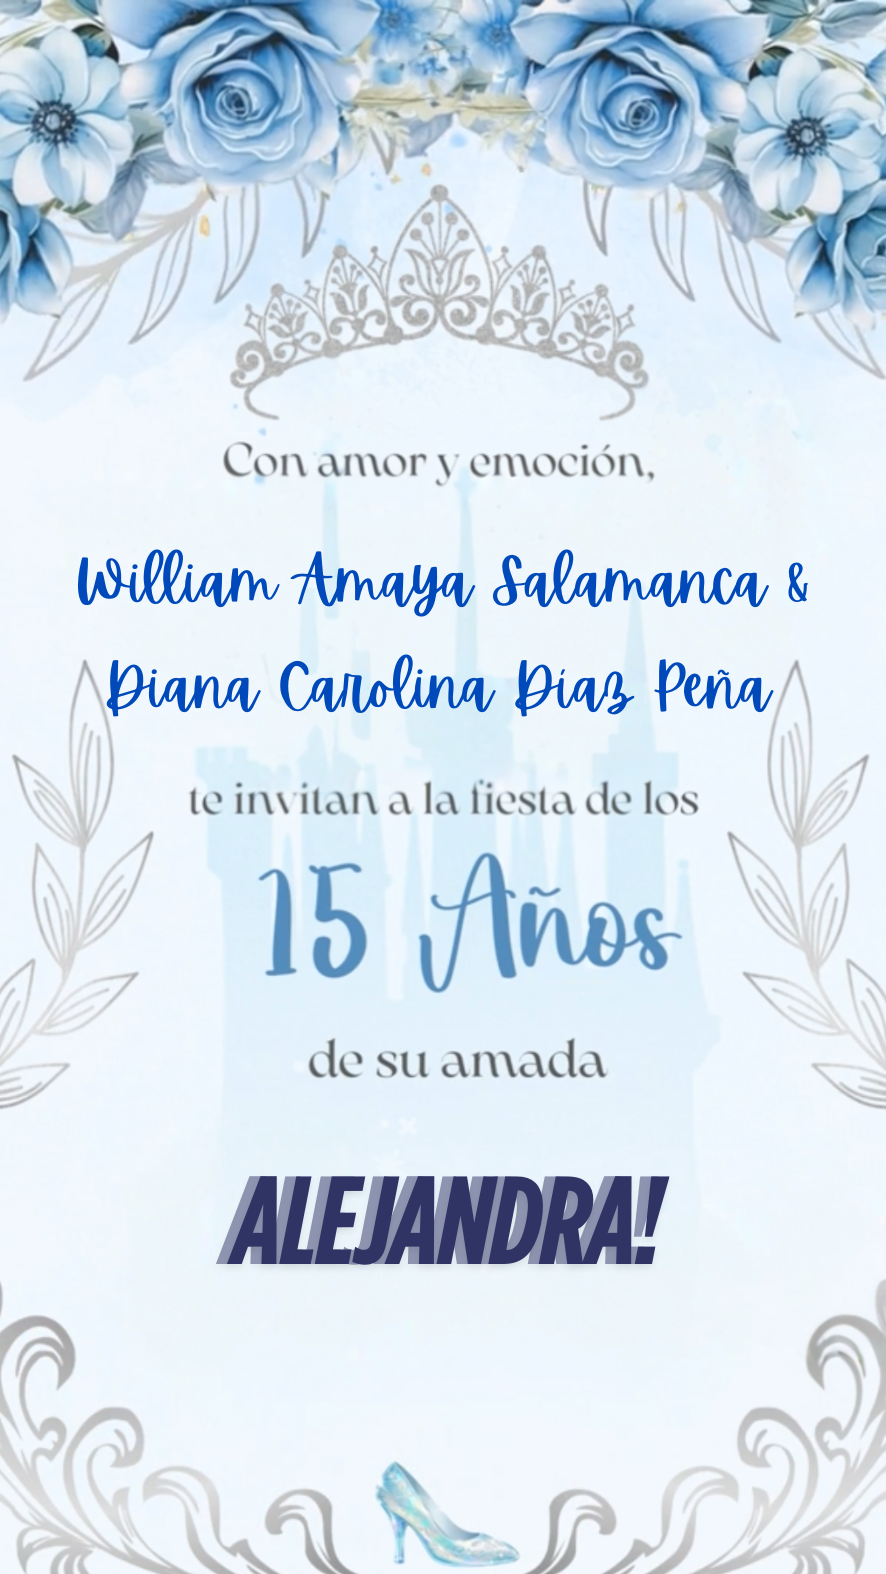 Con amor y emoción,
William Amaya Salamanca &
Diana Carolina Díaz Peña
te invitan a la fiesta de los
15 Años
de su amada
ALEJANDRA!